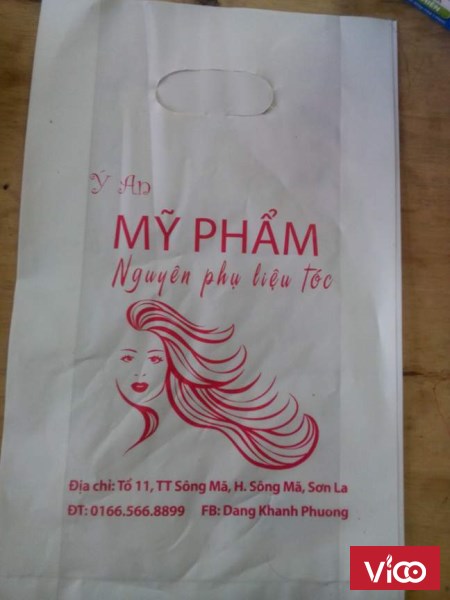 Ý An
MỸ PHẨM
Nguyên phụ liệu tóc
Địa chỉ: Tổ 11, TT Sông Mã, H. Sông Mã, Sơn La
ĐT: 0166.566.8899 FB: Dang Khanh Phuong
ViCO